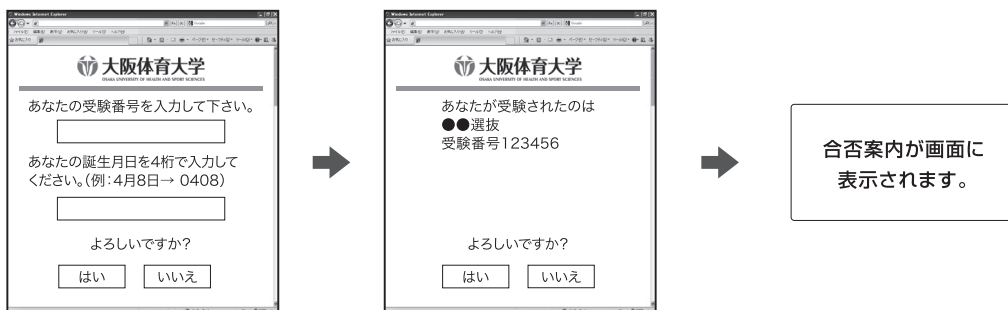 Windows Internet Explorer
大阪体育大学
OSAKA UNIVERSITY OF HEALTH AND SPORT SCIENCES
あなたの受験番号を入力して下さい。
あなたの誕生月日を4桁で入力して
ください。(例：4月8日→ 0408)
よろしいですか?
はい
いいえ
Windows Internet Explorer
大阪体育大学
OSAKA UNIVERSITY OF HEALTH AND SPORT SCIENCES
あなたが受験されたのは
●●選抜
受験番号123456
よろしいですか?
はい
いいえ
合否案内が画面に
表示されます。